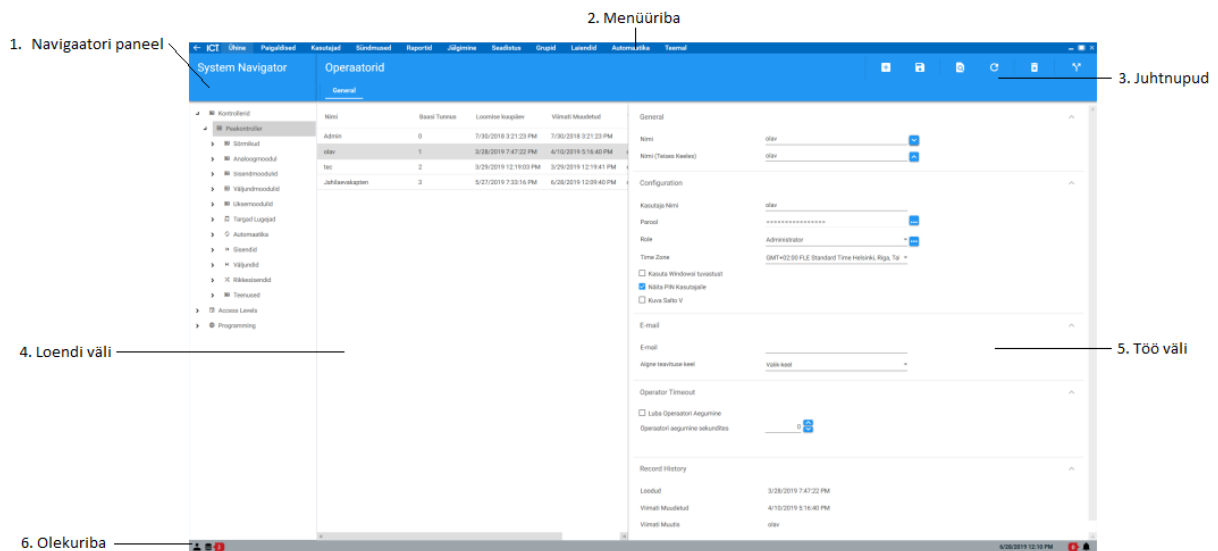 2. Menüüriba
1. Navigaatori paneel
ICT Ühine Paigaldised Kasutajad Sündmused Raportid Jälgimine Seadistus Grupid Laiendid Automaatika Teemal
System Navigator
Operaatorid
3. Juhtnupud
General
Kontrollerid
Peakontroller
Sõrmikud
Analoogmoodul
Sisendmoodulid
Väljundmoodulid
Uksemoodulid
Targad Lugejad
Automaatika
Sisendid
Väljundid
Rikkesisendid
Teenused
Access Levels
Programming
Nimi Baasi Tunnus Loomise kuupäev Viimati Muudetud
Admin 0 7/30/2018 3:21:23 PM 7/30/2018 3:21:23 PM
olav 1 3/28/2019 7:47:22 PM 4/10/2019 5:16:40 PM
tec 2 3/29/2019 12:19:03 PM 3/29/2019 12:19:41 PM
Jahilaevakapten 3 5/27/2019 7:33:16 PM 6/28/2019 12:09:40 PM
General
Nimi olav
Nimi (Teises Keeles) olav
Configuration
Kasutaja Nimi olav
Parool ****************
Role Administrator
Time Zone GMT+02:00 FLE Standard Time Helsinki, Riga, Tal
Kasuta Windowsi tuvastust
Näita PIN Kasutajaile
Kuva Salto V
E-mail
4. Loendi väli
5. Töö väli
E-mail
Algne teavituse keel Valik keel
Operator Timeout
Luba Operaatori Aegumine
Operaatori aegumine sekundites 0
Record History
Loodud 3/28/2019 7:47:22 PM
Viimati Muudetud 4/10/2019 5:16:40 PM
Viimati Muutis olav
6. Olekuriba
6/28/2019 12:10 PM